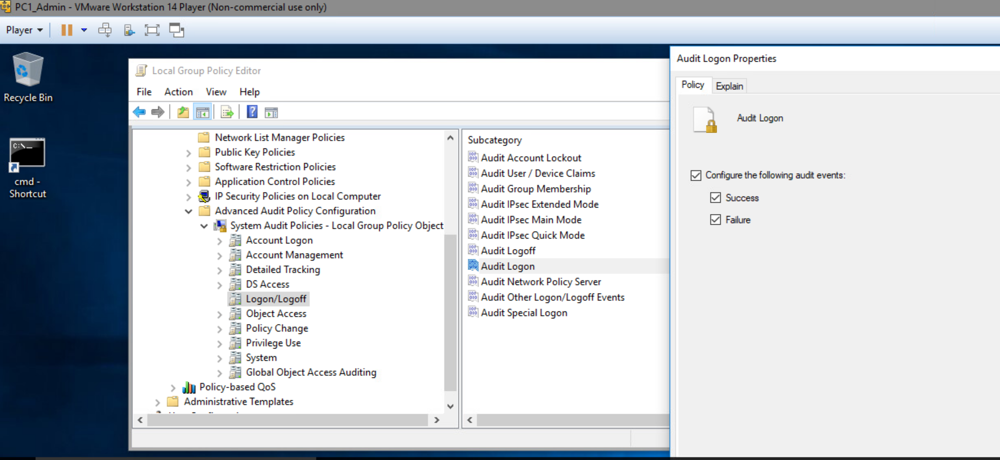 PC1_Admin - VMware Workstation 14 Player (Non-commercial use only)
Player
Recycle Bin
C:\_
cmd -
Shortcut
Local Group Policy Editor
File Action View Help
Network List Manager Policies
Public Key Policies
Software Restriction Policies
Application Control Policies
IP Security Policies on Local Computer
Advanced Audit Policy Configuration
System Audit Policies - Local Group Policy Object
Account Logon
Account Management
Detailed Tracking
DS Access
Logon/Logoff
Object Access
Policy Change
Privilege Use
System
Global Object Access Auditing
Policy-based QoS
Administrative Templates
Subcategory
Audit Account Lockout
Audit User / Device Claims
Audit Group Membership
Audit IPsec Extended Mode
Audit IPsec Main Mode
Audit IPsec Quick Mode
Audit Logoff
Audit Logon
Audit Network Policy Server
Audit Other Logon/Logoff Events
Audit Special Logon
Audit Logon Properties
Policy Explain
Audit Logon
Configure the following audit events:
Success
Failure